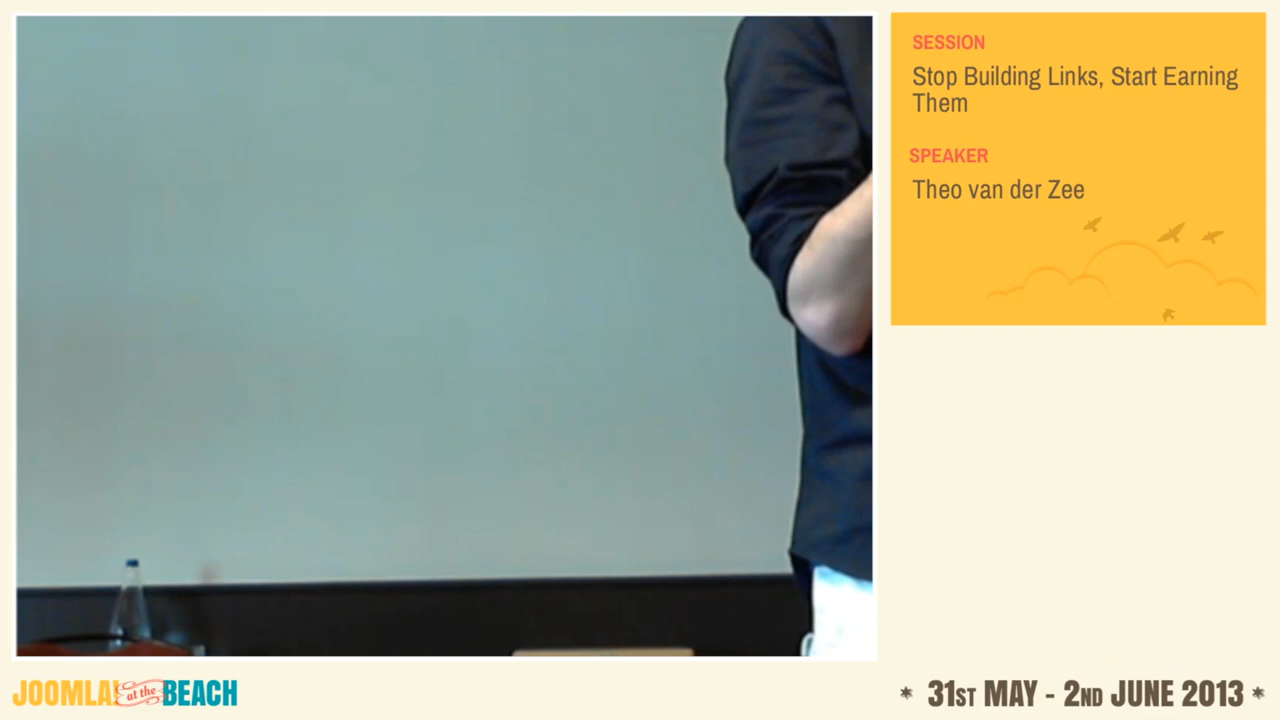 SESSION
Stop Building Links, Start Earning
Them
SPEAKER
Theo van der Zee
JOOMLA! at the BEACH
* 31ST MAY - 2ND JUNE 2013 *